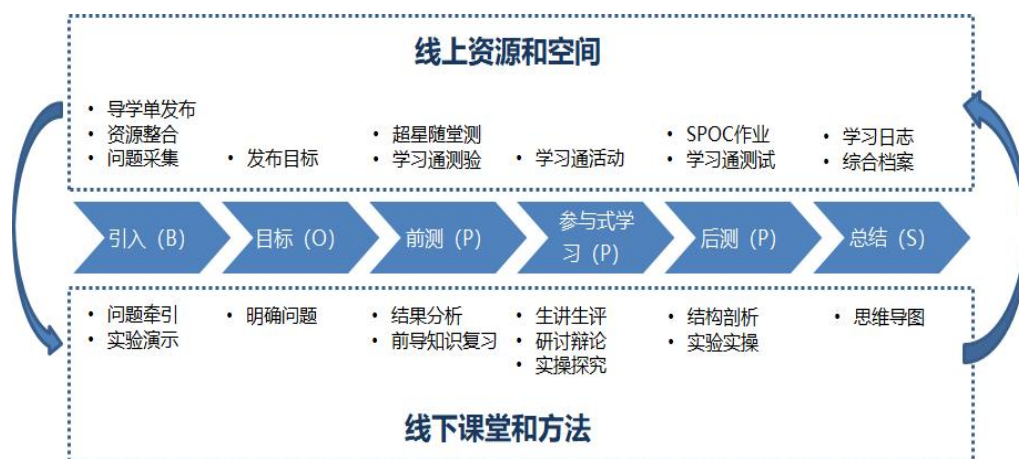 线上资源和空间
• 导学单发布
• 资源整合
• 问题采集
• 发布目标
• 超星随堂测
• 学习通测验
• 学习通活动
• SPOC作业
• 学习通测试
• 学习日志
• 综合档案
引入（B）
目标（O）
前测（P）
参与式学
习（P）
后测（P）
总结（S）
• 问题牵引
• 实验演示
• 明确问题
• 结果分析
• 前导知识复习
• 生讲生评
• 研讨辩论
• 实操探究
• 结构剖析
• 实验实操
• 思维导图
线下课堂和方法